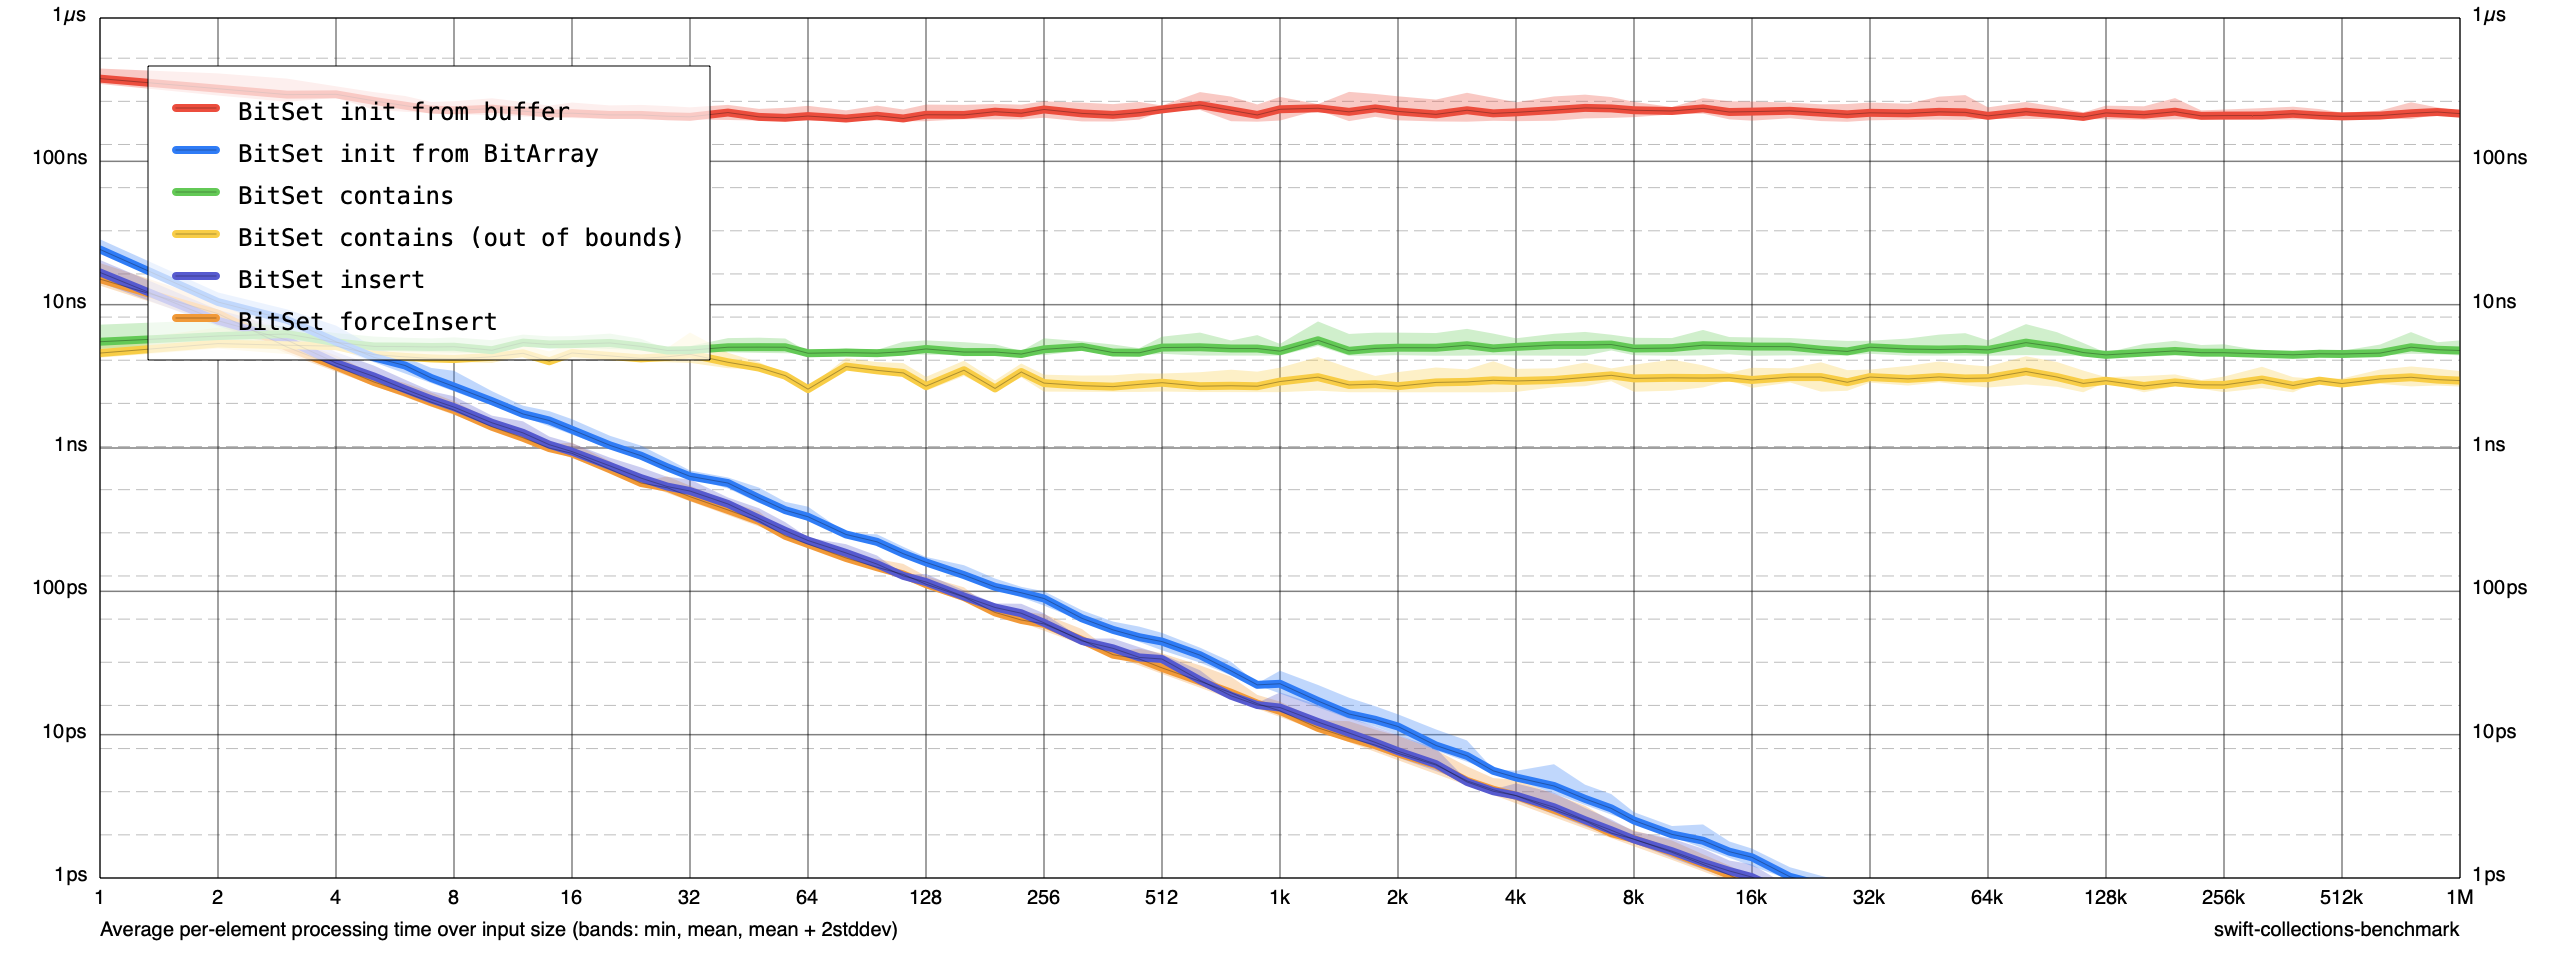 1µs 1µs
BitSet init from buffer
BitSet init from BitArray
100ns 100ns
BitSet contains
BitSet contains (out of bounds)
BitSet insert
10ns 10ns
BitSet forceInsert
1ns 1ns
100ps 100ps
10ps 10ps
1ps 1ps
1 2 4 8 16 32 64 128 256 512 1k 2k 4k 8k 16k 32k 64k 128k 256k 512k 1M
Average per-element processing time over input size (bands: min, mean, mean + 2stddev) swift-collections-benchmark